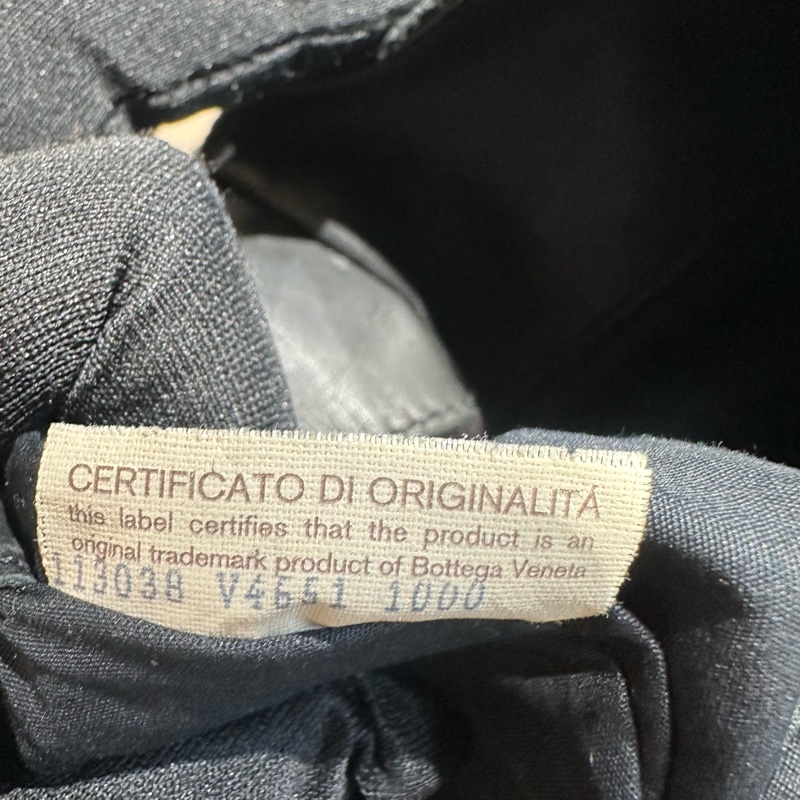 CERTIFICATO DI ORIGINALITÁ
this label certifies that the product is an
original trademark product of Bottega Veneta
113038 V4651 1000